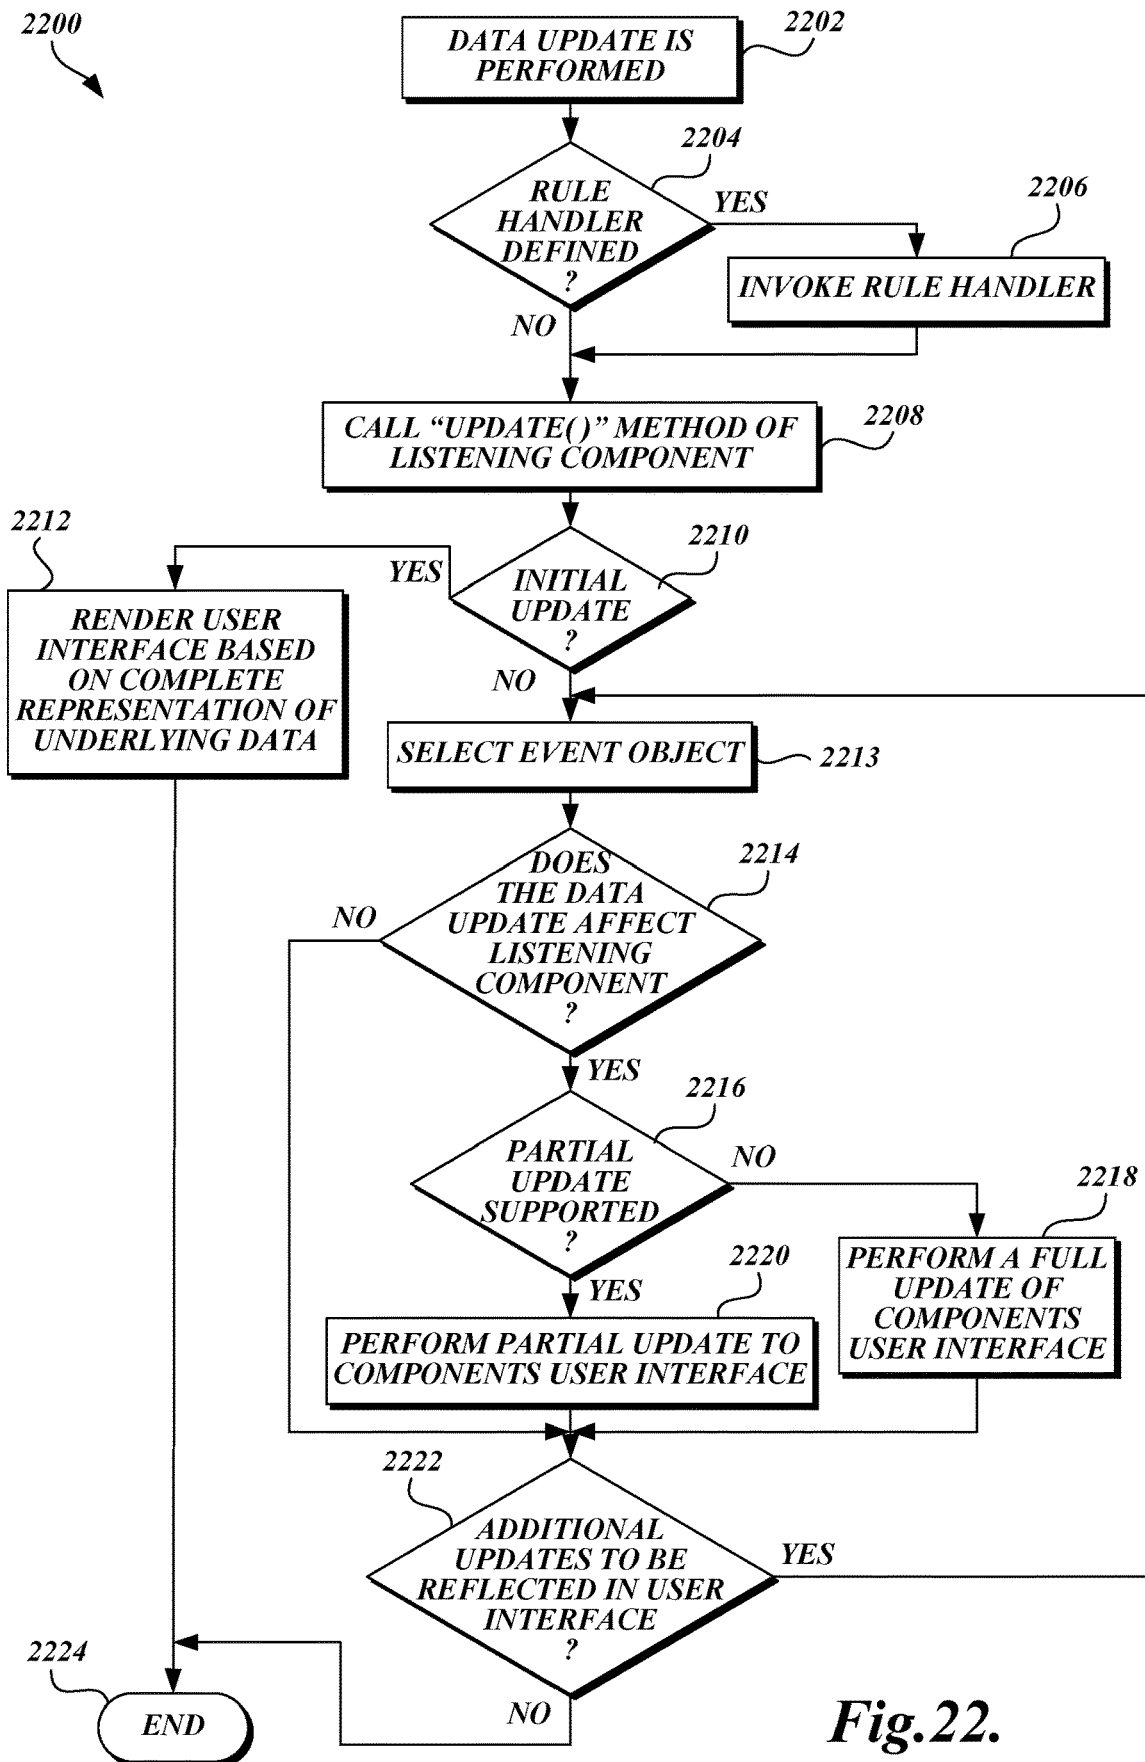 2200
2202
DATA UPDATE IS
PERFORMED
2204
RULE
HANDLER
DEFINED
?
YES
2206
INVOKE RULE HANDLER
NO
CALL “UPDATE()” METHOD OF
LISTENING COMPONENT
2208
2212
2210
YES
INITIAL
UPDATE
?
RENDER USER
INTERFACE BASED
ON COMPLETE
REPRESENTATION OF
UNDERLYING DATA
NO
SELECT EVENT OBJECT
2213
DOES
THE DATA
UPDATE AFFECT
LISTENING
COMPONENT
?
2214
NO
YES
2216
PARTIAL
UPDATE
SUPPORTED
?
NO
2218
PERFORM A FULL
UPDATE OF
COMPONENTS
USER INTERFACE
2220
YES
PERFORM PARTIAL UPDATE TO
COMPONENTS USER INTERFACE
2222
ADDITIONAL
UPDATES TO BE
REFLECTED IN USER
INTERFACE
?
YES
NO
2224
END
Fig.22.